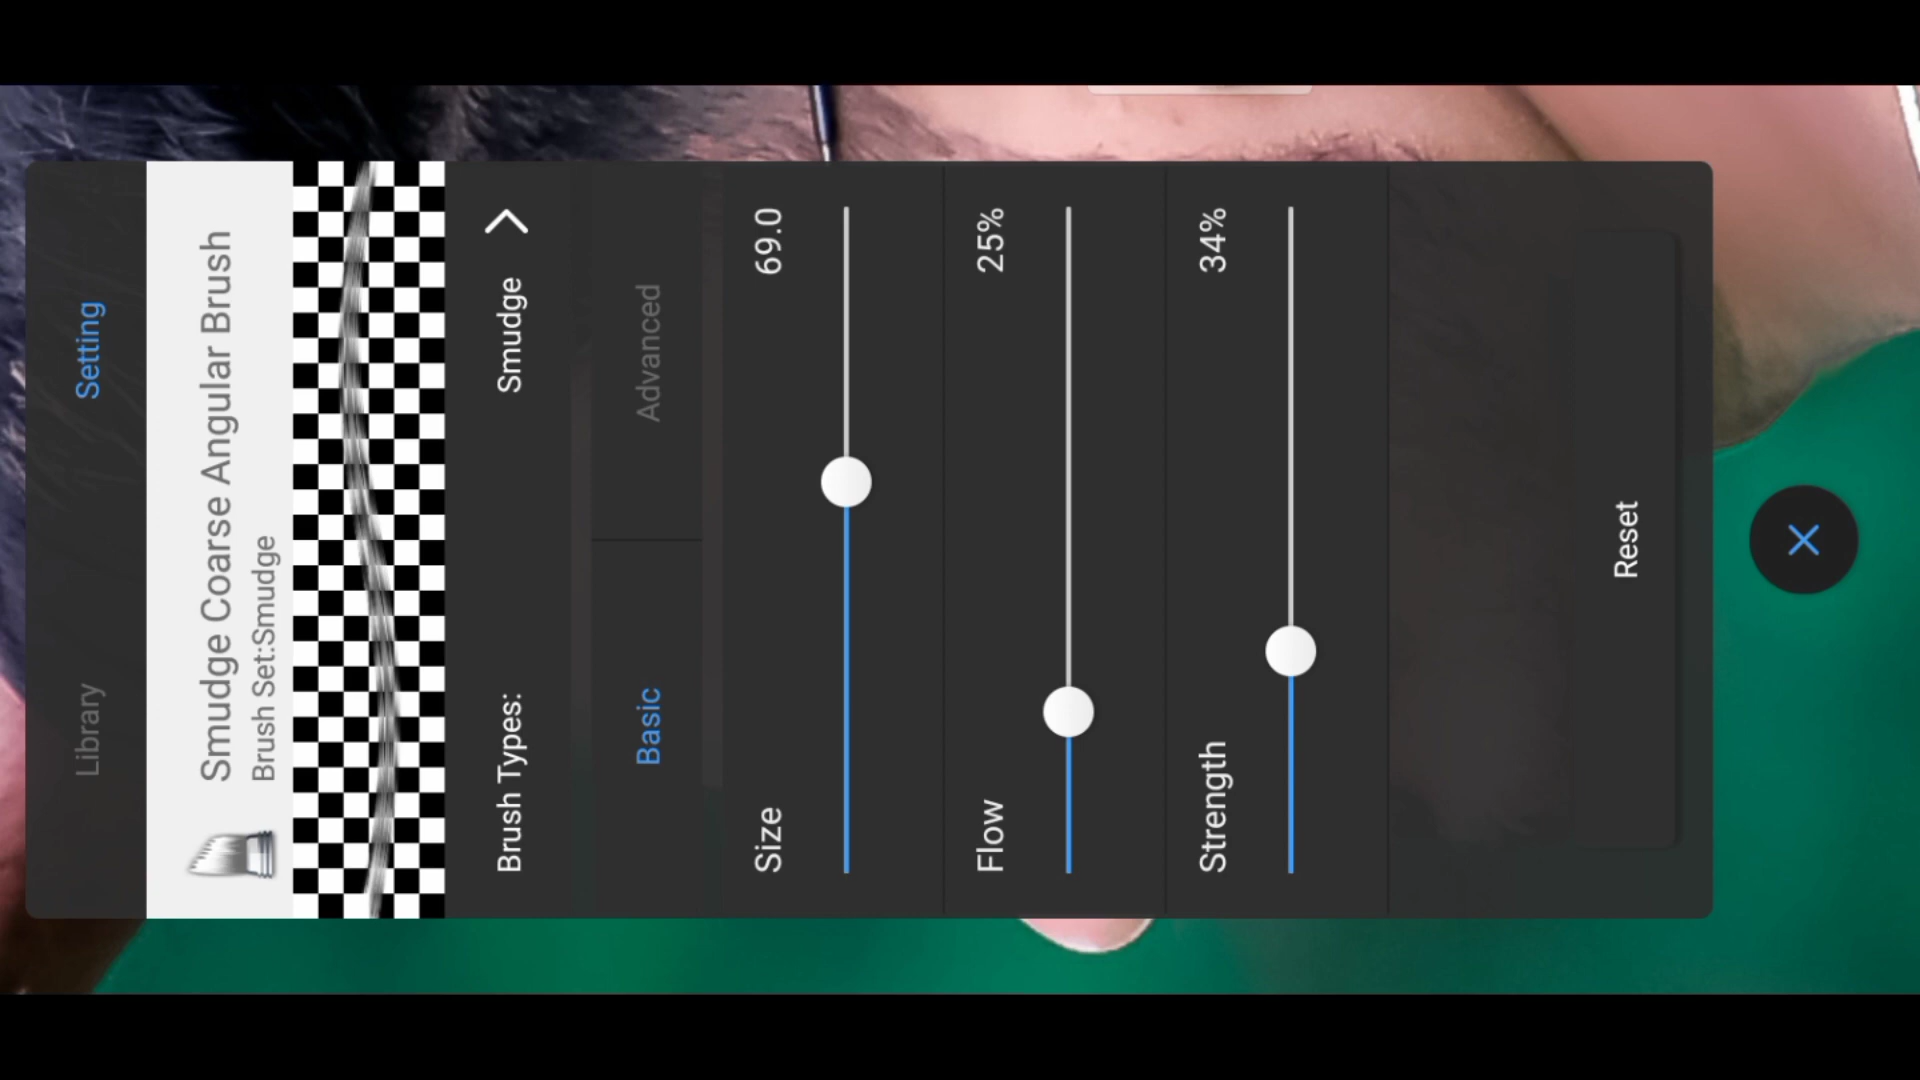 Library
Setting
Smudge Coarse Angular Brush
Brush Set:Smudge
Brush Types:
Smudge
Basic
Advanced
Size
69.0
Flow
25%
Strength
34%
Reset